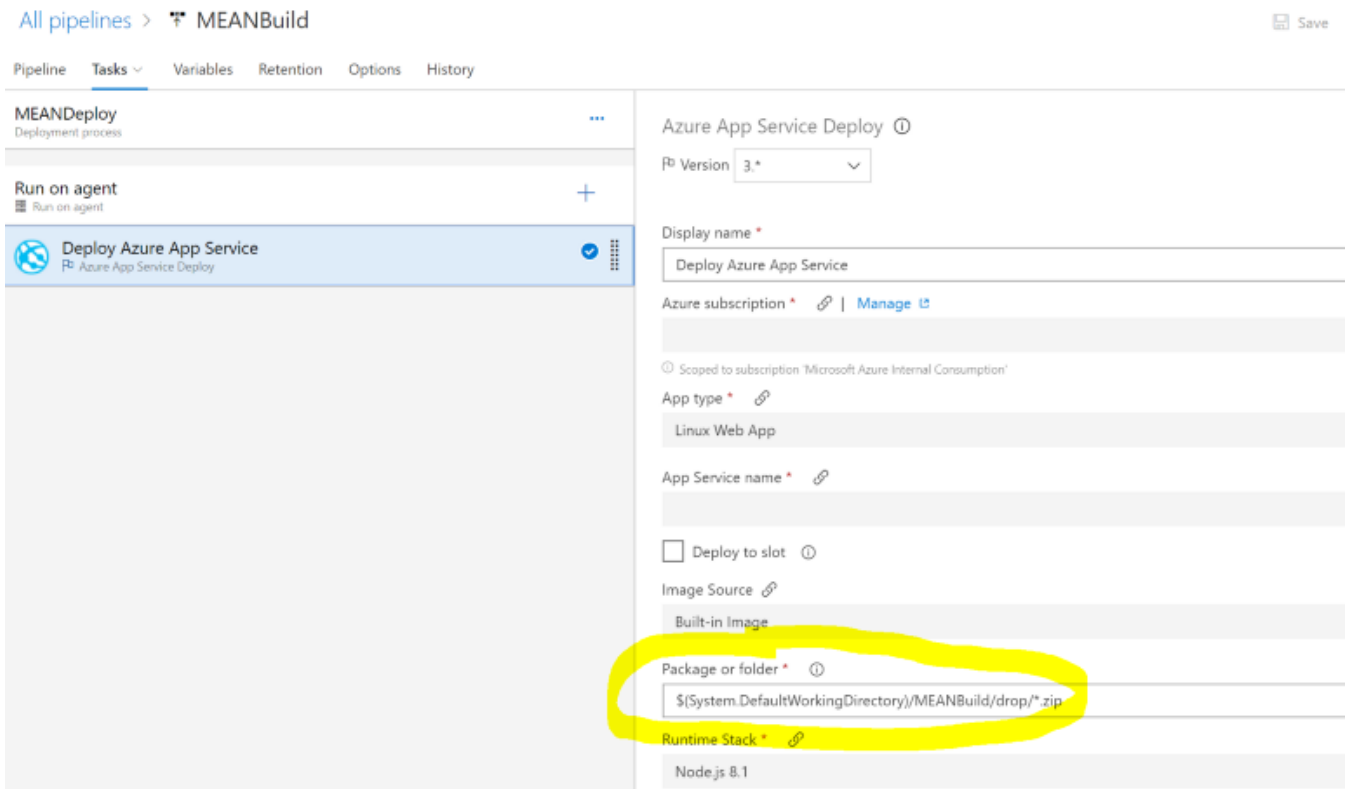 All pipelines > MEANBuild
Save
Pipeline Tasks Variables Retention Options History
MEANDeploy
Deployment process
...
Run on agent
Run on agent
+
Deploy Azure App Service
Azure App Service Deploy
Azure App Service Deploy
Version 3.*
Display name *
Deploy Azure App Service
Azure subscription * | Manage
Scoped to subscription 'Microsoft Azure Internal Consumption'
App type *
Linux Web App
App Service name *
Deploy to slot
Image Source
Built-in Image
Package or folder *
$(System.DefaultWorkingDirectory)/MEANBuild/drop/*.zip
Runtime Stack *
Node.js 8.1